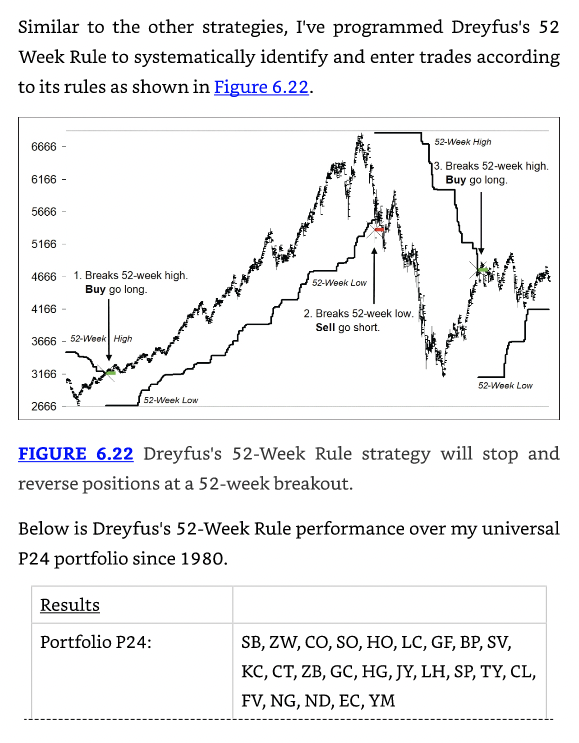 Similar to the other strategies, I've programmed Dreyfus's 52
Week Rule to systematically identify and enter trades according
to its rules as shown in Figure 6.22.
52-Week High
6666
3. Breaks 52-week high.
Buy go long.
6166
5666
5166
1. Breaks 52-week high.
Buy go long.
4666
52-Week Low
4166
2. Breaks 52-week low.
Sell go short.
3666
52-Week High
3166
52-Week Low
52-Week Low
2666
FIGURE 6.22 Dreyfus's 52-Week Rule strategy will stop and
reverse positions at a 52-week breakout.
Below is Dreyfus's 52-Week Rule performance over my universal
P24 portfolio since 1980.
Results
Portfolio P24:
SB, ZW, CO, SO, HO, LC, GF, BP, SV,
KC, CT, ZB, GC, HG, JY, LH, SP, TY, CL,
FV, NG, ND, EC, YM